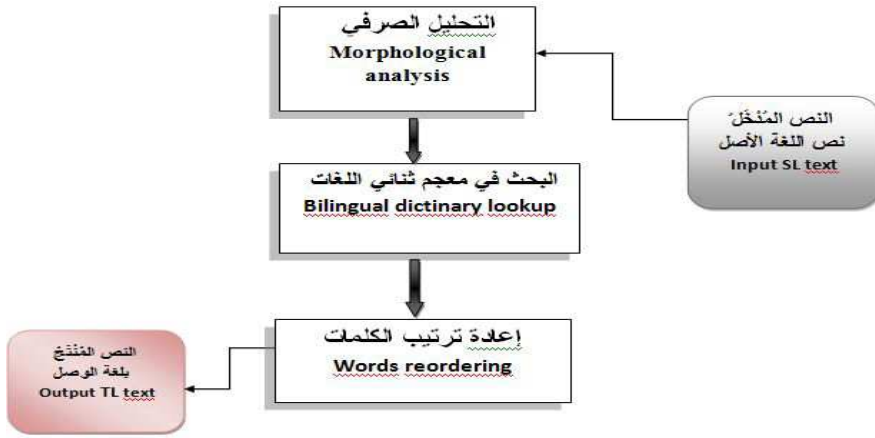 النص المُدْخَلْ
نص اللغة الأصل
Input SL text
التحليل الصرفي
Morphological
analysis
البحث في معجم ثنائي اللغات
Bilingual dictinary lookup
إعادة ترتيب الكلمات
Words reordering
النص المُنْتَجْ
بلغة الوصل
Output TL text